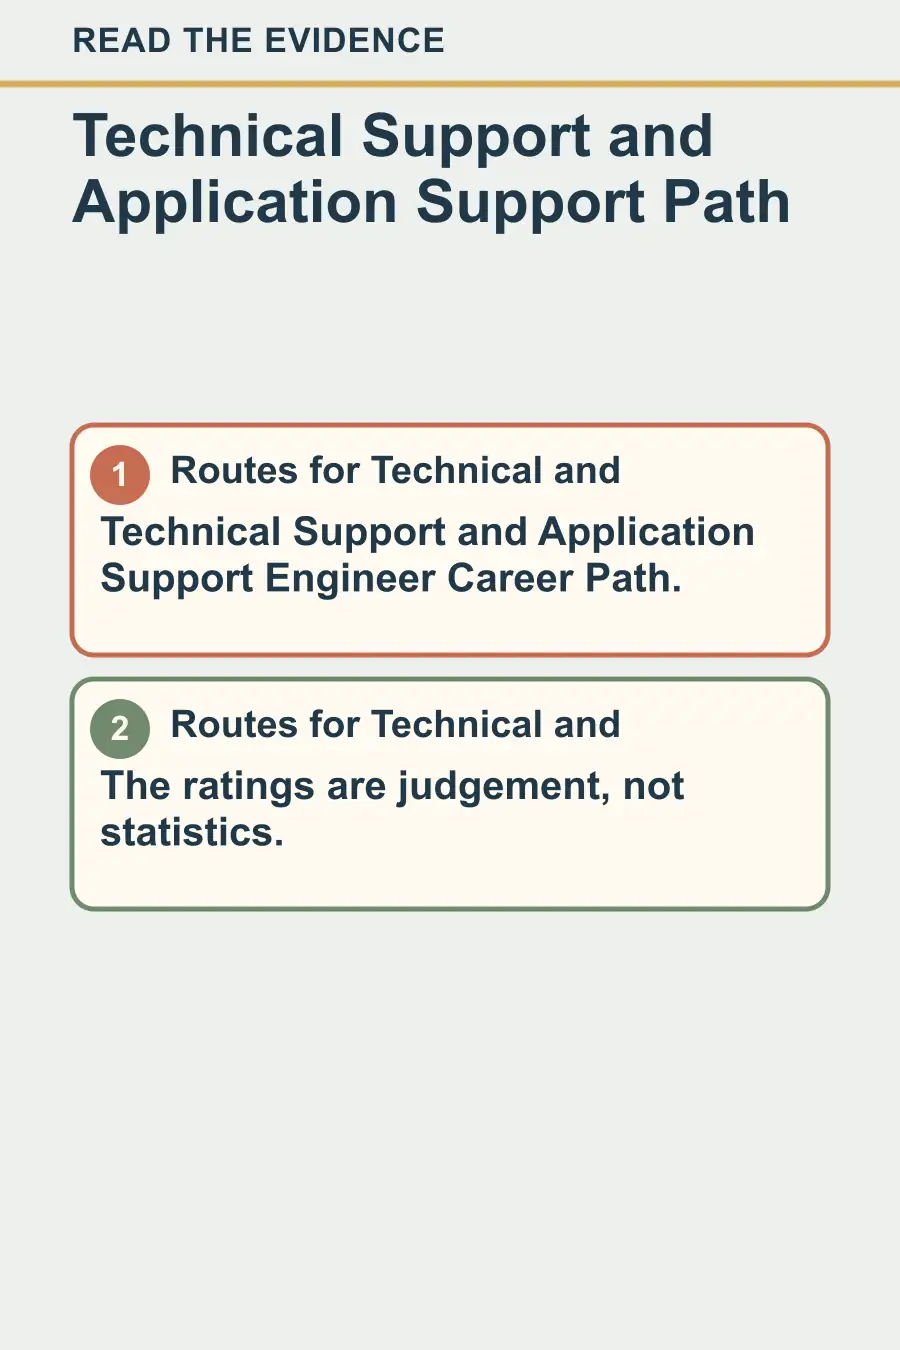 READ THE EVIDENCE
Technical Support and
Application Support Path
1 Routes for Technical and
Technical Support and Application
Support Engineer Career Path.
2 Routes for Technical and
The ratings are judgement, not
statistics.